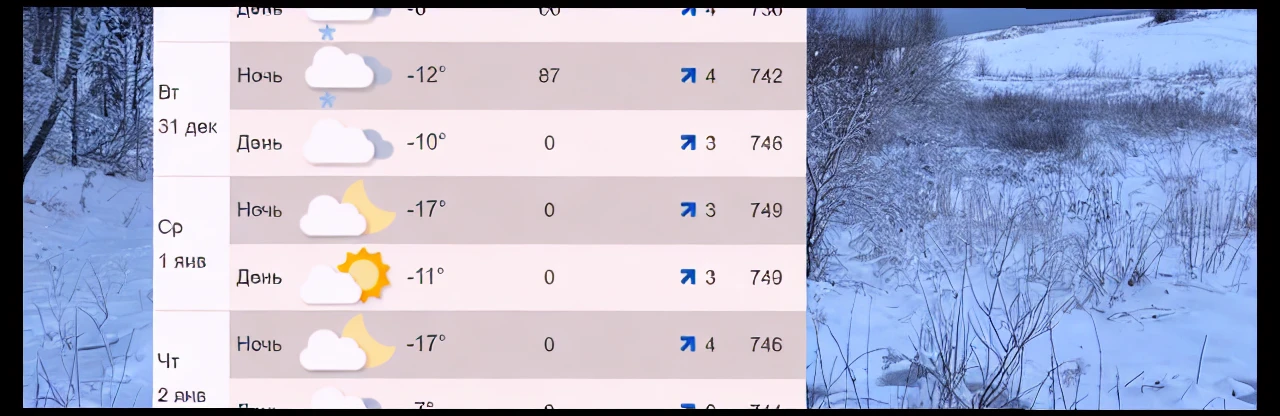 День
Вт
31 дек
Ночь -12° 87 4 742
День -10° 0 3 746
Ср
1 янв
Ночь -17° 0 3 749
День -11° 0 3 749
Чт
2 янв
Ночь -17° 0 4 746